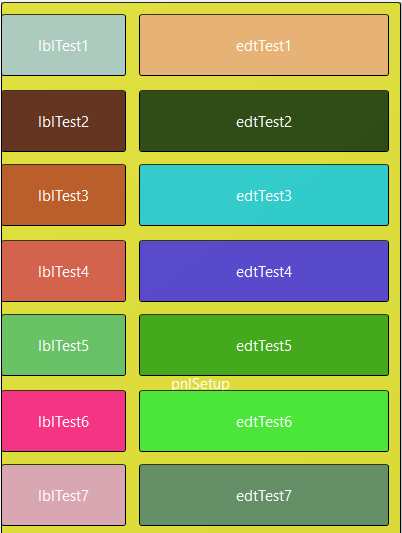 lblTest1 edtTest1
lblTest2 edtTest2
lblTest3 edtTest3
lblTest4 edtTest4
lblTest5 edtTest5
pnlSetup
lblTest6 edtTest6
lblTest7 edtTest7